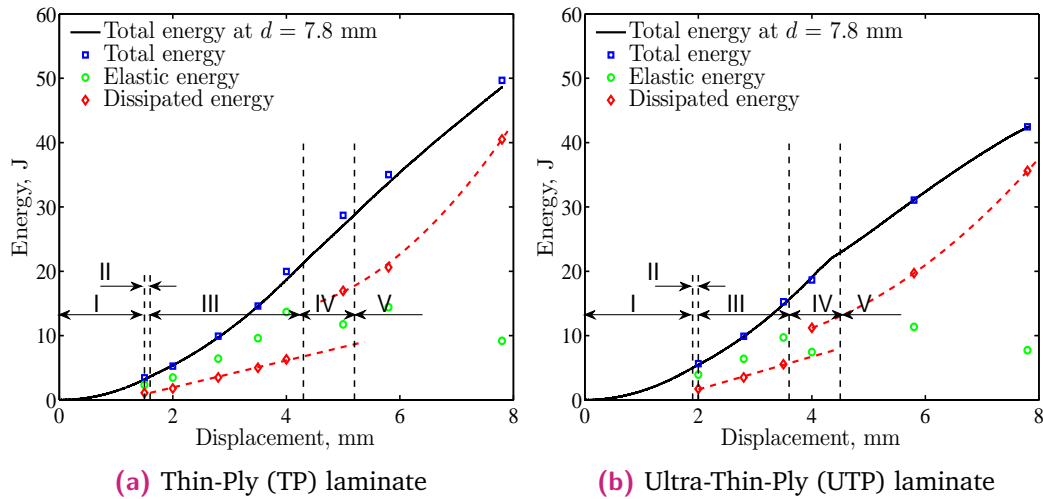 60
50
40
30
20
10
0
Energy, J
Total energy at d = 7.8 mm
Total energy
Elastic energy
Dissipated energy
II
I
III
IV
V
0
2
4
6
8
Displacement, mm
(a) Thin-Ply (TP) laminate
60
50
40
30
20
10
0
Energy, J
Total energy at d = 7.8 mm
Total energy
Elastic energy
Dissipated energy
II
I
III
IV
V
0
2
4
6
8
Displacement, mm
(b) Ultra-Thin-Ply (UTP) laminate